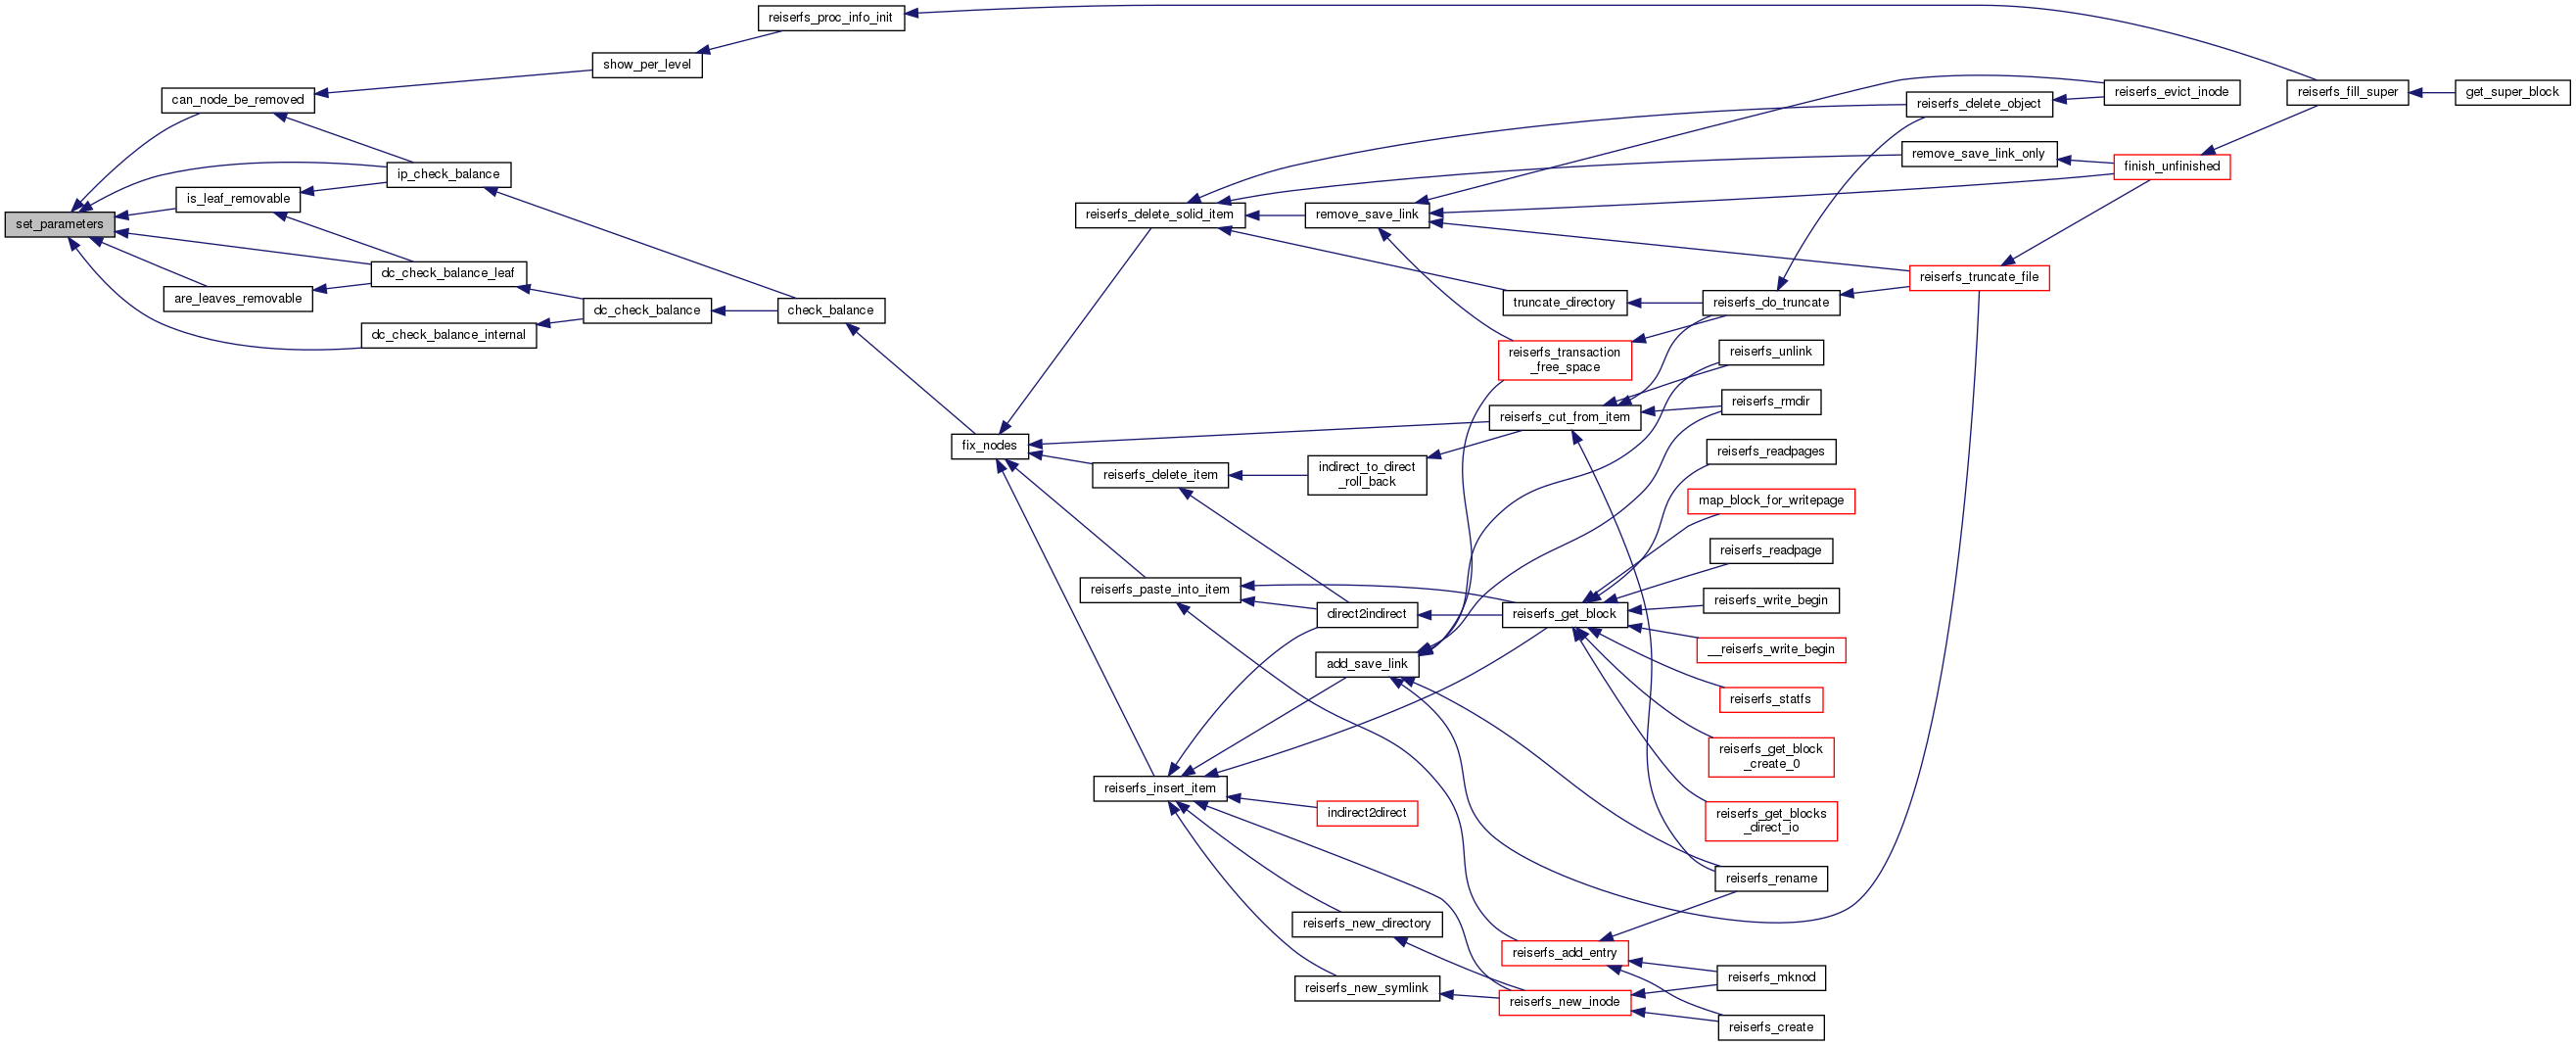 reiserfs_proc_info_init
show_per_level
can_node_be_removed
reiserfs_evict_inode
reiserfs_fill_super
get_super_block
reiserfs_delete_object
remove_save_link_only
finish_unfinished
ip_check_balance
is_leaf_removable
set_parameters
reiserfs_delete_solid_item
remove_save_link
dc_check_balance_leaf
reiserfs_truncate_file
are_leaves_removable
truncate_directory
reiserfs_do_truncate
dc_check_balance
check_balance
dc_check_balance_internal
reiserfs_transaction
_free_space
reiserfs_unlink
reiserfs_rmdir
reiserfs_cut_from_item
fix_nodes
reiserfs_readpages
reiserfs_delete_item
indirect_to_direct
_roll_back
map_block_for_writepage
reiserfs_readpage
reiserfs_paste_into_item
reiserfs_write_begin
direct2indirect
reiserfs_get_block
__reiserfs_write_begin
add_save_link
reiserfs_statfs
reiserfs_get_block
_create_0
reiserfs_insert_item
indirect2direct
reiserfs_get_blocks
_direct_io
reiserfs_rename
reiserfs_new_directory
reiserfs_add_entry
reiserfs_mknod
reiserfs_new_symlink
reiserfs_new_inode
reiserfs_create